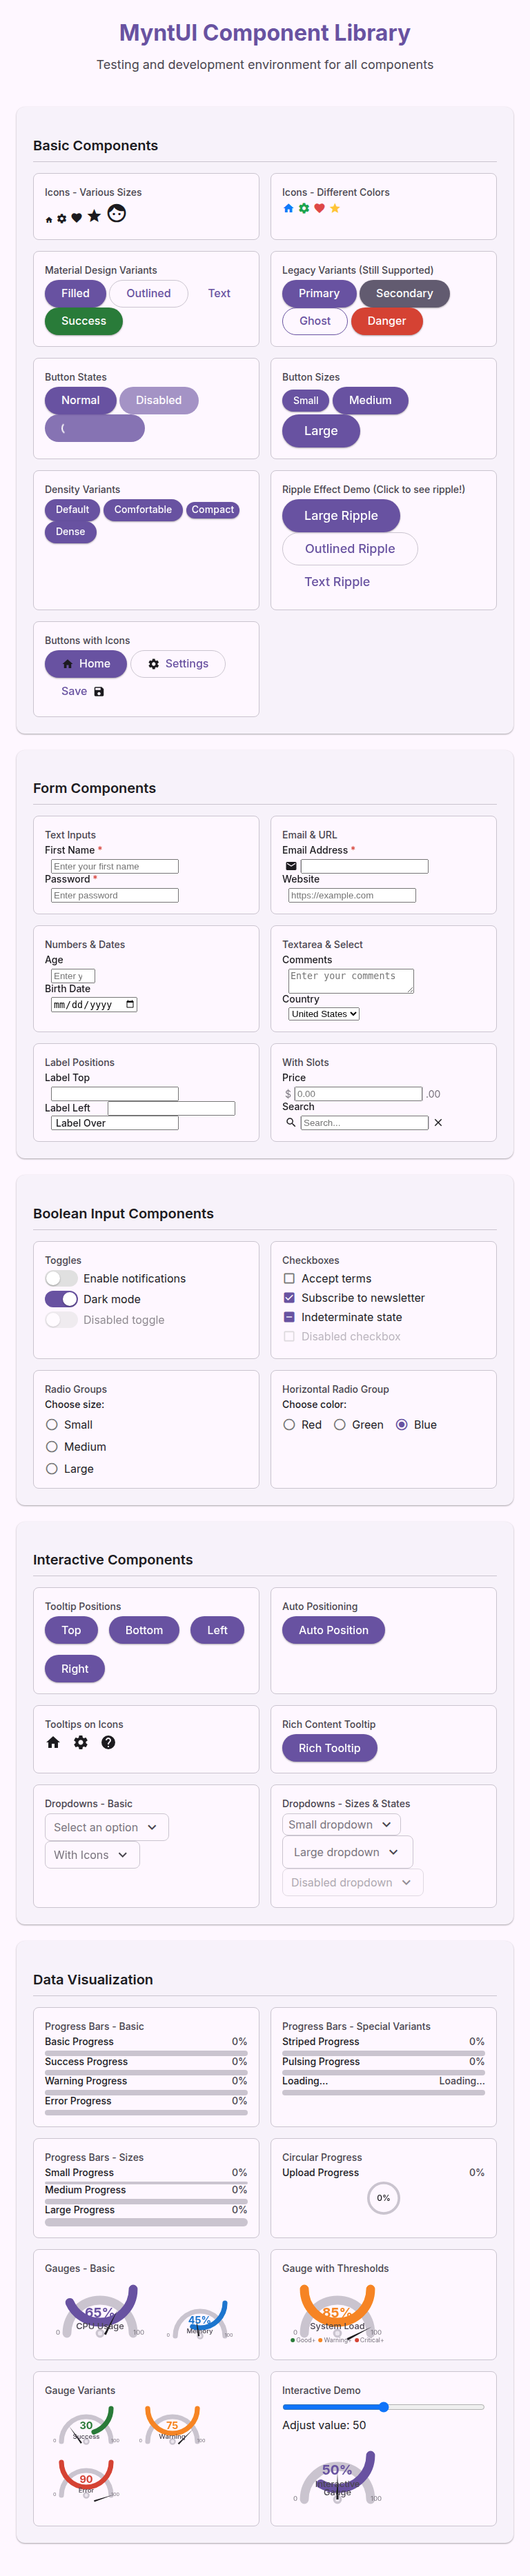 MyntUI Component Library
Testing and development environment for all components
Basic Components
Icons - Various Sizes
Icons - Different Colors
Material Design Variants
Filled Outlined Text
Success
Legacy Variants (Still Supported)
Primary Secondary
Ghost Danger
Button States
Normal Disabled
(
Button Sizes
Small Medium
Large
Density Variants
Default Comfortable Compact
Dense
Ripple Effect Demo (Click to see ripple!)
Large Ripple
Outlined Ripple
Text Ripple
Buttons with Icons
Home Settings
Save
Form Components
Text Inputs
First Name *
Enter your first name
Password *
Enter password
Email & URL
Email Address *
Website
https://example.com
Numbers & Dates
Age
Enter y
Birth Date
mm/dd/yyyy
Textarea & Select
Comments
Enter your comments
Country
United States
Label Positions
Label Top
Label Left
Label Over
With Slots
Price
$ 0.00 .00
Search
Search...
Boolean Input Components
Toggles
Enable notifications
Dark mode
Disabled toggle
Checkboxes
Accept terms
Subscribe to newsletter
Indeterminate state
Disabled checkbox
Radio Groups
Choose size:
Small
Medium
Large
Horizontal Radio Group
Choose color:
Red Green Blue
Interactive Components
Tooltip Positions
Top Bottom Left
Right
Auto Positioning
Auto Position
Tooltips on Icons
Rich Content Tooltip
Rich Tooltip
Dropdowns - Basic
Select an option
With Icons
Dropdowns - Sizes & States
Small dropdown
Large dropdown
Disabled dropdown
Data Visualization
Progress Bars - Basic
Basic Progress 0%
Success Progress 0%
Warning Progress 0%
Error Progress 0%
Progress Bars - Special Variants
Striped Progress 0%
Pulsing Progress 0%
Loading... Loading...
Progress Bars - Sizes
Small Progress 0%
Medium Progress 0%
Large Progress 0%
Circular Progress
Upload Progress 0%
0%
Gauges - Basic
65%
CPU Usage
0 100
45%
Memory
0 100
Gauge with Thresholds
85%
System Load
0 100
Good+ Warning+ Critical+
Gauge Variants
30
Success
0 100
75
Warning
0 100
90
Error
0 100
Interactive Demo
Adjust value: 50
50%
Interactive
Gauge
0 100